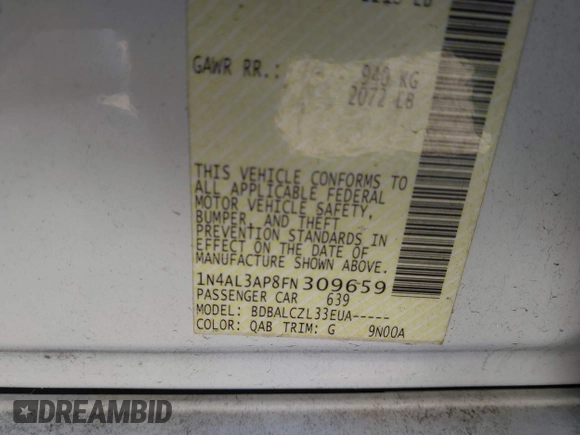 GAWR RR.: 940 KG
2072 LB
THIS VEHICLE CONFORMS TO
ALL APPLICABLE FEDERAL
MOTOR VEHICLE SAFETY,
BUMPER, AND THEFT
PREVENTION STANDARDS IN
EFFECT ON THE DATE OF
MANUFACTURE SHOWN ABOVE.
1N4AL3AP8FN309659
PASSENGER CAR 639
MODEL: BDBALCZL33EUA-----
COLOR: QAB TRIM: G 9N00A
DREAMBID